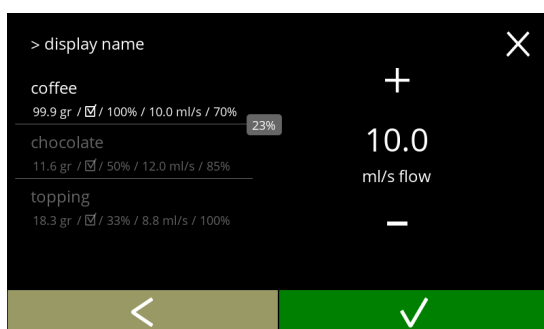 > display name
coffee
99.9 gr / ☑ / 100% / 10.0 ml/s / 70%
23%
chocolate
11.6 gr / ☑ / 50% / 12.0 ml/s / 85%
topping
18.3 gr / ☑ / 33% / 8.8 ml/s / 100%
+
10.0
ml/s flow
-